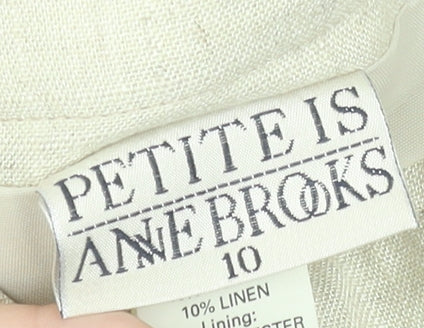 PETITE IS
ANNE BROOKS
10
10% LINEN
Lining: